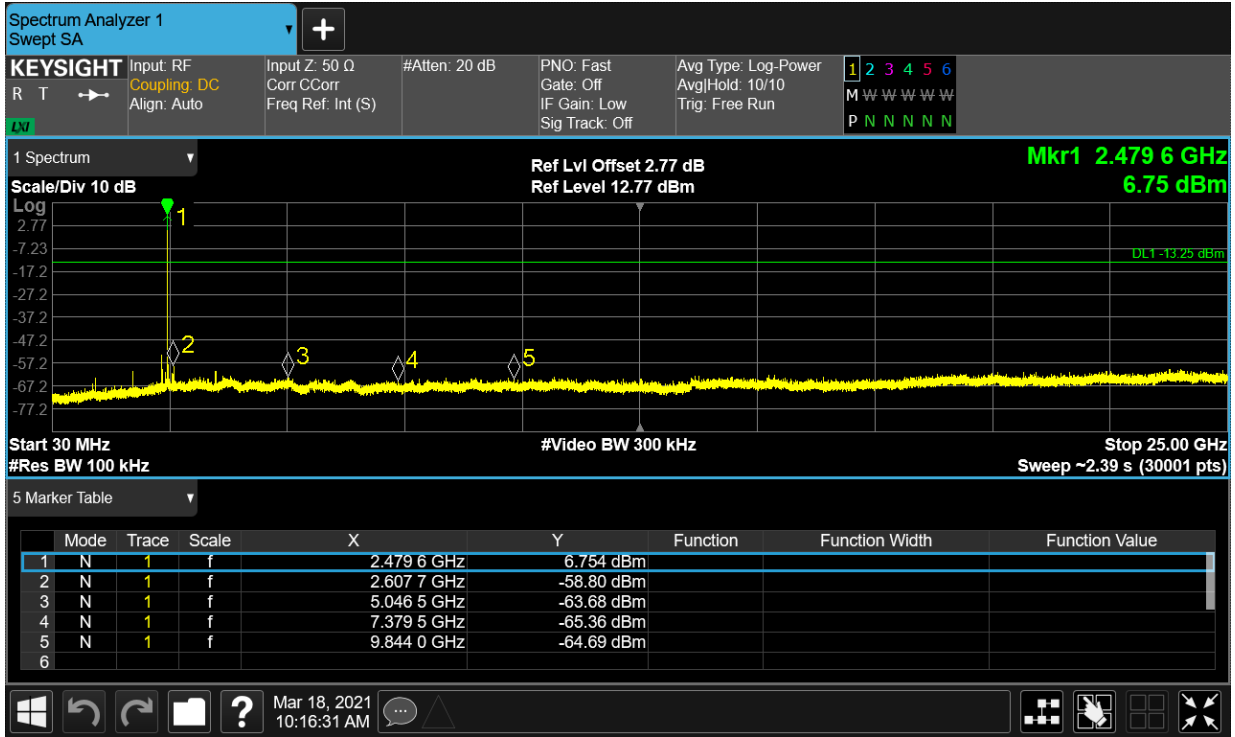 Spectrum Analyzer 1
Swept SA
KEYSIGHT
R T
LXI
Input: RF
Coupling: DC
Align: Auto
Input Z: 50 Ω
Corr CCorr
Freq Ref: Int (S)
#Atten: 20 dB
PNO: Fast
Gate: Off
IF Gain: Low
Sig Track: Off
Avg Type: Log-Power
Avg|Hold: 10/10
Trig: Free Run
1 2 3 4 5 6
M W W W W W
P N N N N N
1 Spectrum
Scale/Div 10 dB
Ref Lvl Offset 2.77 dB
Ref Level 12.77 dBm
Mkr1 2.479 6 GHz
6.75 dBm
Log
2.77
-7.23
-17.2
-27.2
-37.2
-47.2
-57.2
-67.2
-77.2
1
2
3
4
5
DL1 -13.25 dBm
Start 30 MHz
#Video BW 300 kHz
Stop 25.00 GHz
#Res BW 100 kHz
Sweep ~2.39 s (30001 pts)
5 Marker Table
Mode Trace Scale X Y Function Function Width Function Value
1 N 1 f 2.479 6 GHz 6.754 dBm
2 N 1 f 2.607 7 GHz -58.80 dBm
3 N 1 f 5.046 5 GHz -63.68 dBm
4 N 1 f 7.379 5 GHz -65.36 dBm
5 N 1 f 9.844 0 GHz -64.69 dBm
6
?
Mar 18, 2021
10:16:31 AM